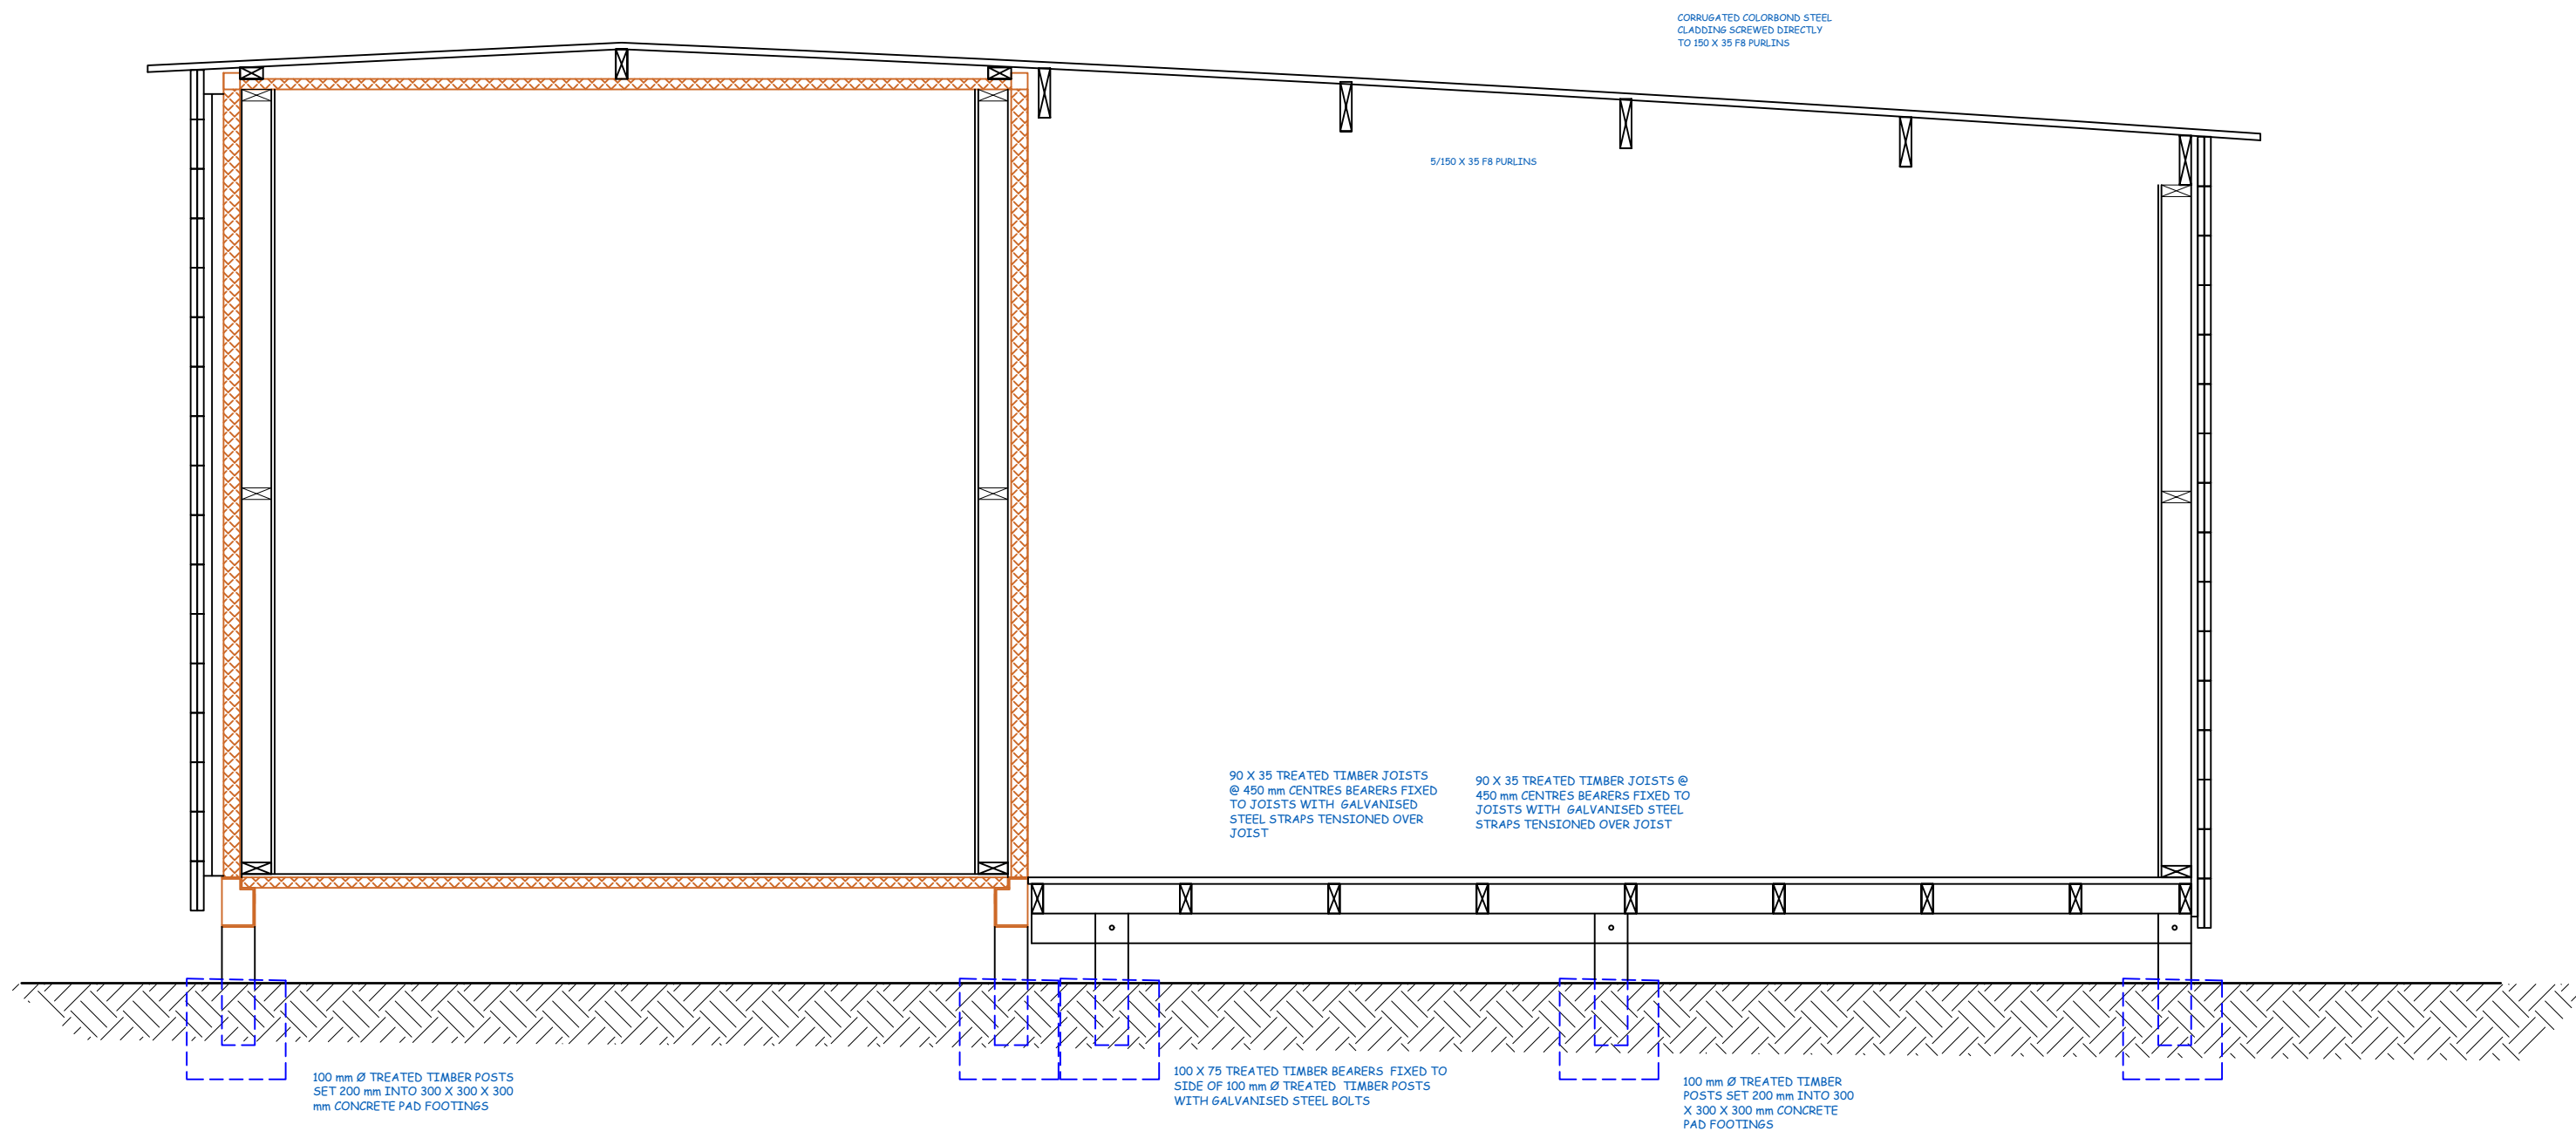 CORRUGATED COLORBOND STEEL
CLADDING SCREWED DIRECTLY
TO 150 X 35 F8 PURLINS
5/150 X 35 F8 PURLINS
90 X 35 TREATED TIMBER JOISTS
@ 450 mm CENTRES BEARERS FIXED
TO JOISTS WITH GALVANISED
STEEL STRAPS TENSIONED OVER
JOIST
90 X 35 TREATED TIMBER JOISTS @
450 mm CENTRES BEARERS FIXED TO
JOISTS WITH GALVANISED STEEL
STRAPS TENSIONED OVER JOIST
100 mm Ø TREATED TIMBER POSTS
SET 200 mm INTO 300 X 300 X 300
mm CONCRETE PAD FOOTINGS
100 X 75 TREATED TIMBER BEARERS FIXED TO
SIDE OF 100 mm Ø TREATED TIMBER POSTS
WITH GALVANISED STEEL BOLTS
100 mm Ø TREATED TIMBER
POSTS SET 200 mm INTO 300
X 300 X 300 mm CONCRETE
PAD FOOTINGS